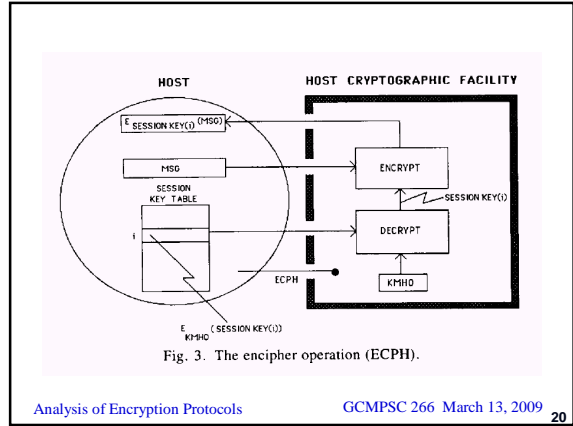 HOST
HOST CRYPTOGRAPHIC FACILITY
E SESSION KEY(i) (MSG)
MSG
ENCRYPT
SESSION KEY TABLE
SESSION KEY(i)
i
DECRYPT
ECPH
KMHO
E KMHO (SESSION KEY(i))
Fig. 3. The encipher operation (ECPH).
Analysis of Encryption Protocols
GCMPSC 266 March 13, 2009
20